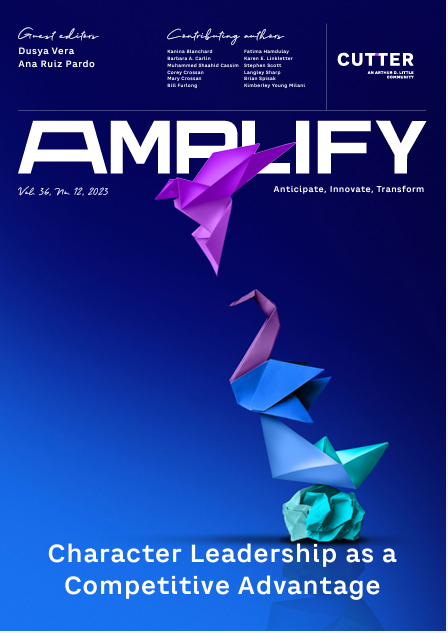 Guest editors
Dusya Vera
Ana Ruiz Pardo
Contributing authors
Kanina Blanchard
Barbara A. Carlin
Muhammed Shaahid Cassim
Corey Crossan
Mary Crossan
Bill Furlong
Fatima Hamdulay
Karen E. Linkletter
Stephen Scott
Langley Sharp
Brian Spisak
Kimberley Young Milani
CUTTER
AN ARTHUR D. LITTLE
COMMUNITY
AMPLIFY
Vol. 36, No. 12, 2023
Anticipate, Innovate, Transform
Character Leadership as a
Competitive Advantage